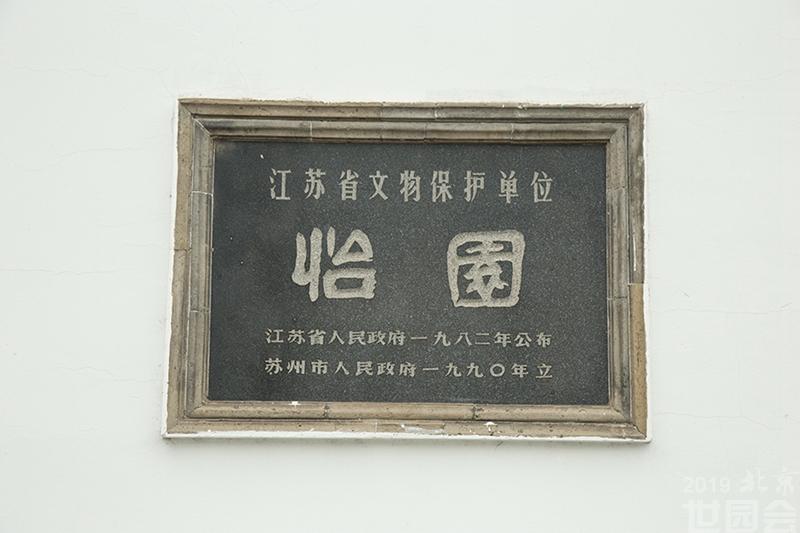 江苏省文物保护单位
怡园
江苏省人民政府一九八二年公布
苏州市人民政府一九九〇年立
2019 北京
世园会